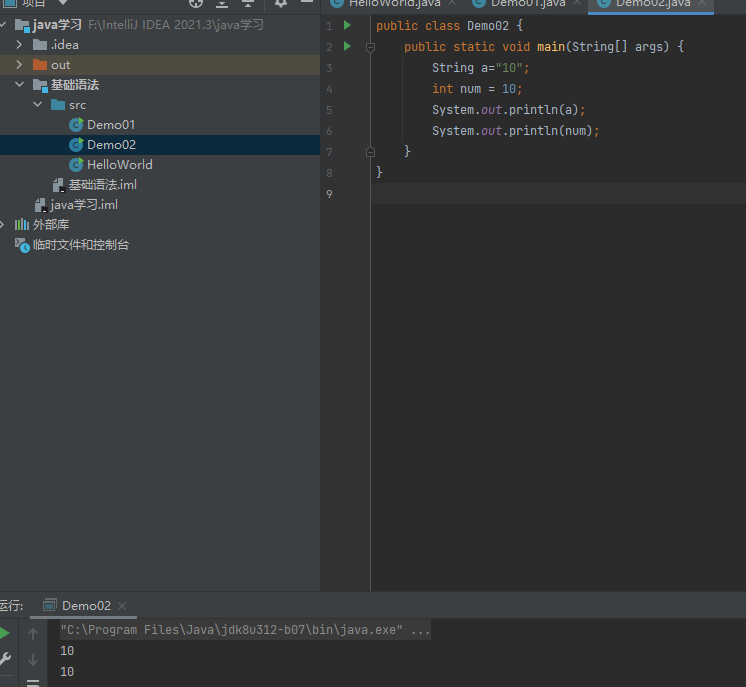 项目
HelloWorld.java
Demo01.java
Demo02.java
java学习 F:\IntelliJ IDEA 2021.3\java学习
.idea
out
基础语法
src
Demo01
Demo02
HelloWorld
基础语法.iml
java学习.iml
外部库
临时文件和控制台
1 public class Demo02 {
2 public static void main(String[] args) {
3 String a="10";
4 int num = 10;
5 System.out.println(a);
6 System.out.println(num);
7 }
8 }
9
运行: Demo02
"C:\Program Files\Java\jdk8u312-b07\bin\java.exe" ...
10
10